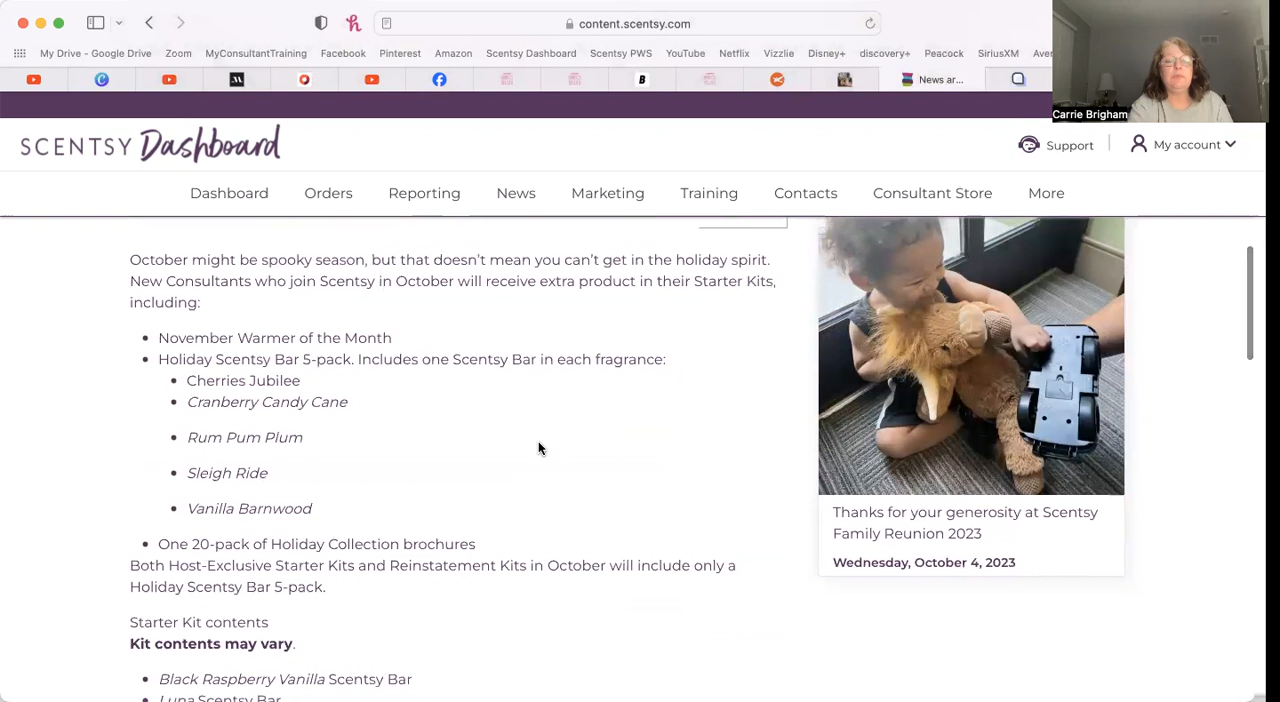 content.scentsy.com
My Drive - Google Drive
Zoom
MyConsultantTraining
Facebook
Pinterest
Amazon
Scentsy Dashboard
Scentsy PWS
YouTube
Netflix
Vizzlie
Disney+
discovery+
Peacock
SiriusXM
News ar...
Carrie Brigham
SCENTSY Dashboard
Support
My account
Dashboard
Orders
Reporting
News
Marketing
Training
Contacts
Consultant Store
More
October might be spooky season, but that doesn't mean you can't get in the holiday spirit.
New Consultants who join Scentsy in October will receive extra product in their Starter Kits,
including:
• November Warmer of the Month
• Holiday Scentsy Bar 5-pack. Includes one Scentsy Bar in each fragrance:
• Cherries Jubilee
• Cranberry Candy Cane
• Rum Pum Plum
• Sleigh Ride
• Vanilla Barnwood
• One 20-pack of Holiday Collection brochures
Both Host-Exclusive Starter Kits and Reinstatement Kits in October will include only a
Holiday Scentsy Bar 5-pack.
Starter Kit contents
Kit contents may vary.
• Black Raspberry Vanilla Scentsy Bar
• Luna Scentsy Bar
Thanks for your generosity at Scentsy
Family Reunion 2023
Wednesday, October 4, 2023